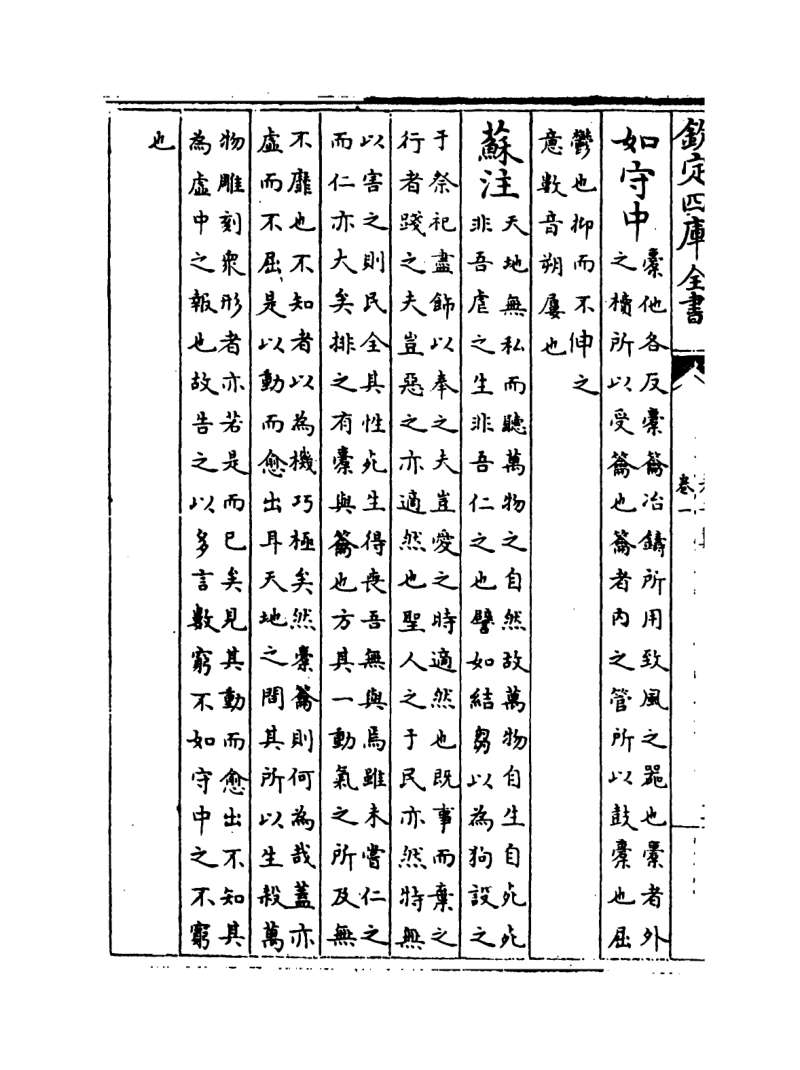 欽定四庫全書
卷一
如守中
橐他各反橐籥冶鑄所用致風之器也橐者外
之櫝所以受籥也籥者内之管所以鼓橐也屈
鬱也抑而不伸之
意數音朔屢也
蘇注
天地無私而聽萬物之自然故萬物自生自死死
非吾虐之生非吾仁之也譬如結芻以為狗設之
于祭祀盡飾以奉之夫豈愛之時適然也既事而棄之
行者踐之夫豈惡之亦適然也聖人之于民亦然特無
以害之則民全其性死生得喪吾無與焉雖未嘗仁之
而仁亦大矣排之有橐與籥也方其一動氣之所及無
不靡也不知者以為機巧極矣然橐籥則何為哉蓋亦
虛而不屈是以動而愈出耳天地之間其所以生殺萬
物雕刻衆形者亦若是而已矣見其動而愈出不知其
為虛中之報也故告之以多言數窮不如守中之不窮
也